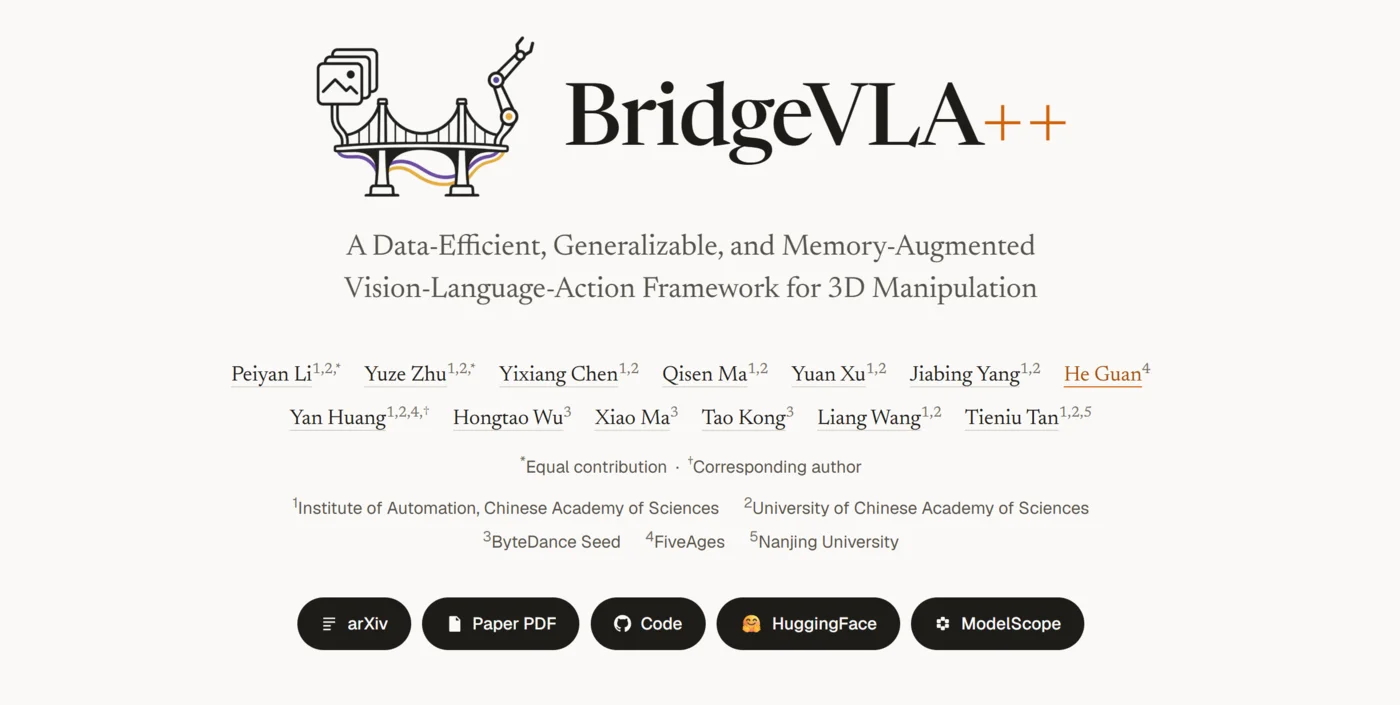 BridgeVLA++
A Data-Efficient, Generalizable, and Memory-Augmented
Vision-Language-Action Framework for 3D Manipulation
Peiyan Li1,2,* Yuze Zhu1,2,* Yixiang Chen1,2 Qisen Ma1,2 Yuan Xu1,2 Jiabing Yang1,2 He Guan4
Yan Huang1,2,4,† Hongtao Wu3 Xiao Ma3 Tao Kong3 Liang Wang1,2 Tieniu Tan1,2,5
*Equal contribution · †Corresponding author
1Institute of Automation, Chinese Academy of Sciences 2University of Chinese Academy of Sciences
3ByteDance Seed 4FiveAges 5Nanjing University
arXiv Paper PDF Code HuggingFace ModelScope